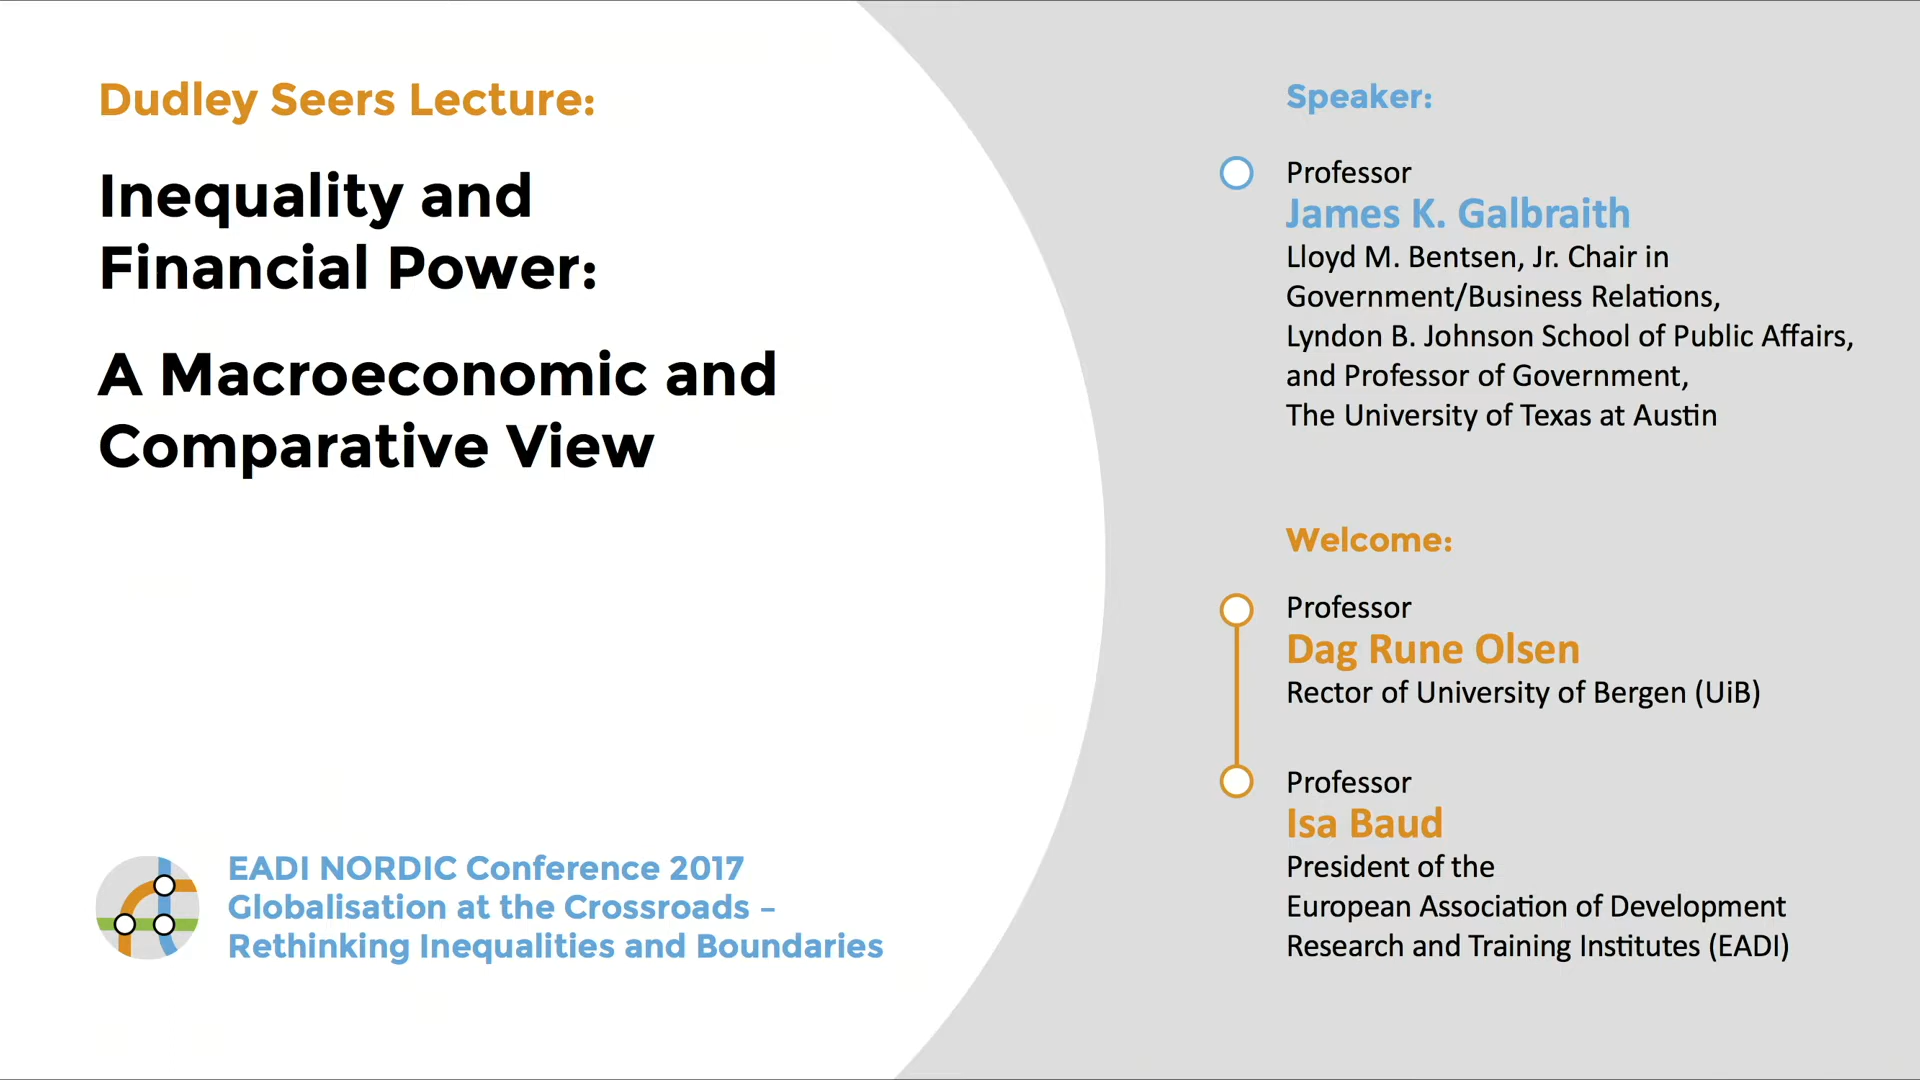 Dudley Seers Lecture:
Inequality and
Financial Power:
A Macroeconomic and
Comparative View
EADI NORDIC Conference 2017
Globalisation at the Crossroads –
Rethinking Inequalities and Boundaries
Speaker:
Professor
James K. Galbraith
Lloyd M. Bentsen, Jr. Chair in
Government/Business Relations,
Lyndon B. Johnson School of Public Affairs,
and Professor of Government,
The University of Texas at Austin
Welcome:
Professor
Dag Rune Olsen
Rector of University of Bergen (UiB)
Professor
Isa Baud
President of the
European Association of Development
Research and Training Institutes (EADI)